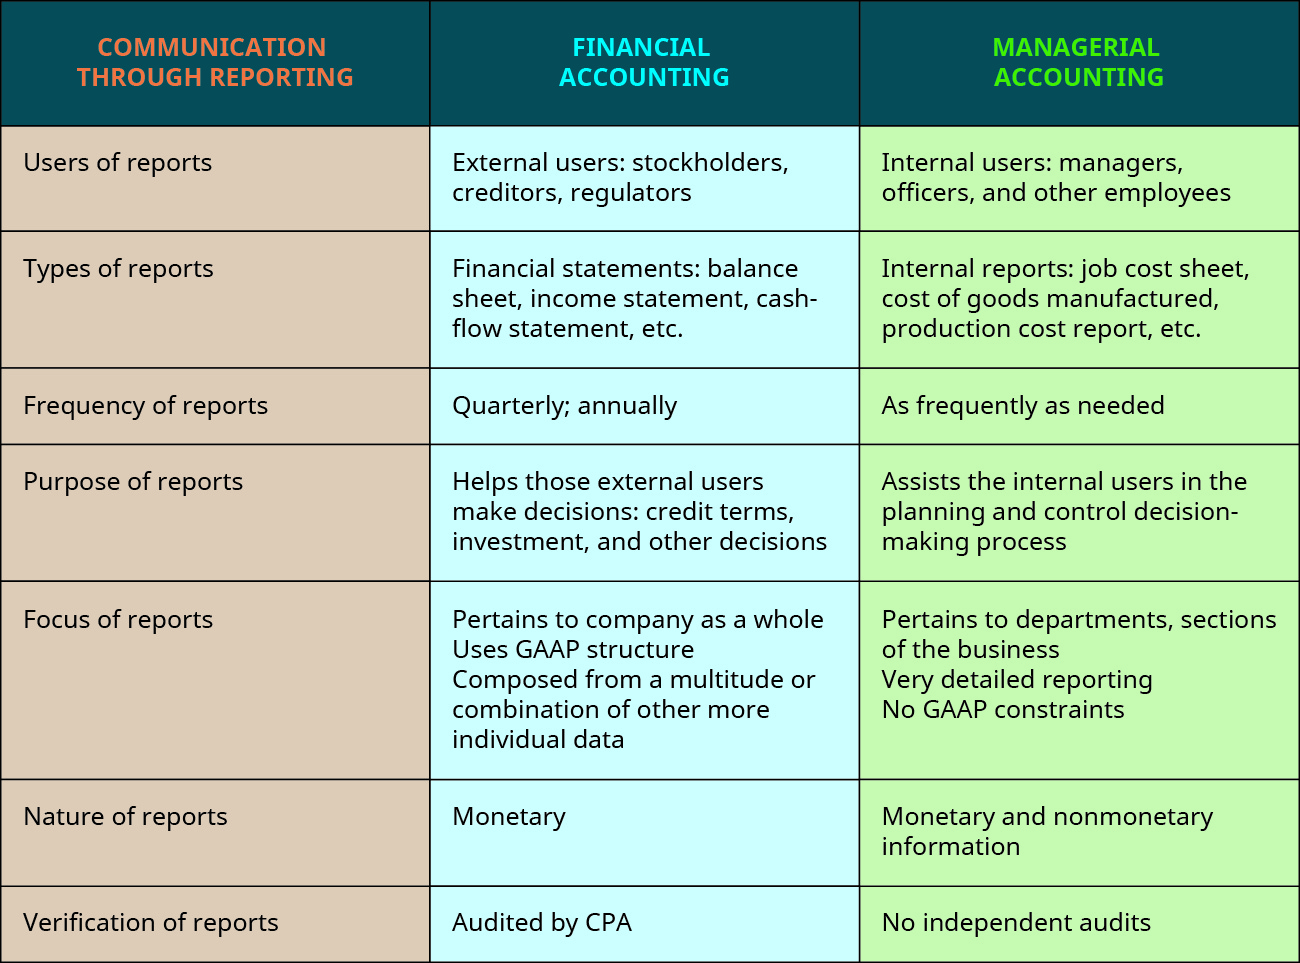 COMMUNICATION
THROUGH REPORTING
FINANCIAL
ACCOUNTING
MANAGERIAL
ACCOUNTING
Users of reports
External users: stockholders,
creditors, regulators
Internal users: managers,
officers, and other employees
Types of reports
Financial statements: balance
sheet, income statement, cash-
flow statement, etc.
Internal reports: job cost sheet,
cost of goods manufactured,
production cost report, etc.
Frequency of reports
Quarterly; annually
As frequently as needed
Purpose of reports
Helps those external users
make decisions: credit terms,
investment, and other decisions
Assists the internal users in the
planning and control decision-
making process
Focus of reports
Pertains to company as a whole
Uses GAAP structure
Composed from a multitude or
combination of other more
individual data
Pertains to departments, sections
of the business
Very detailed reporting
No GAAP constraints
Nature of reports
Monetary
Monetary and nonmonetary
information
Verification of reports
Audited by CPA
No independent audits